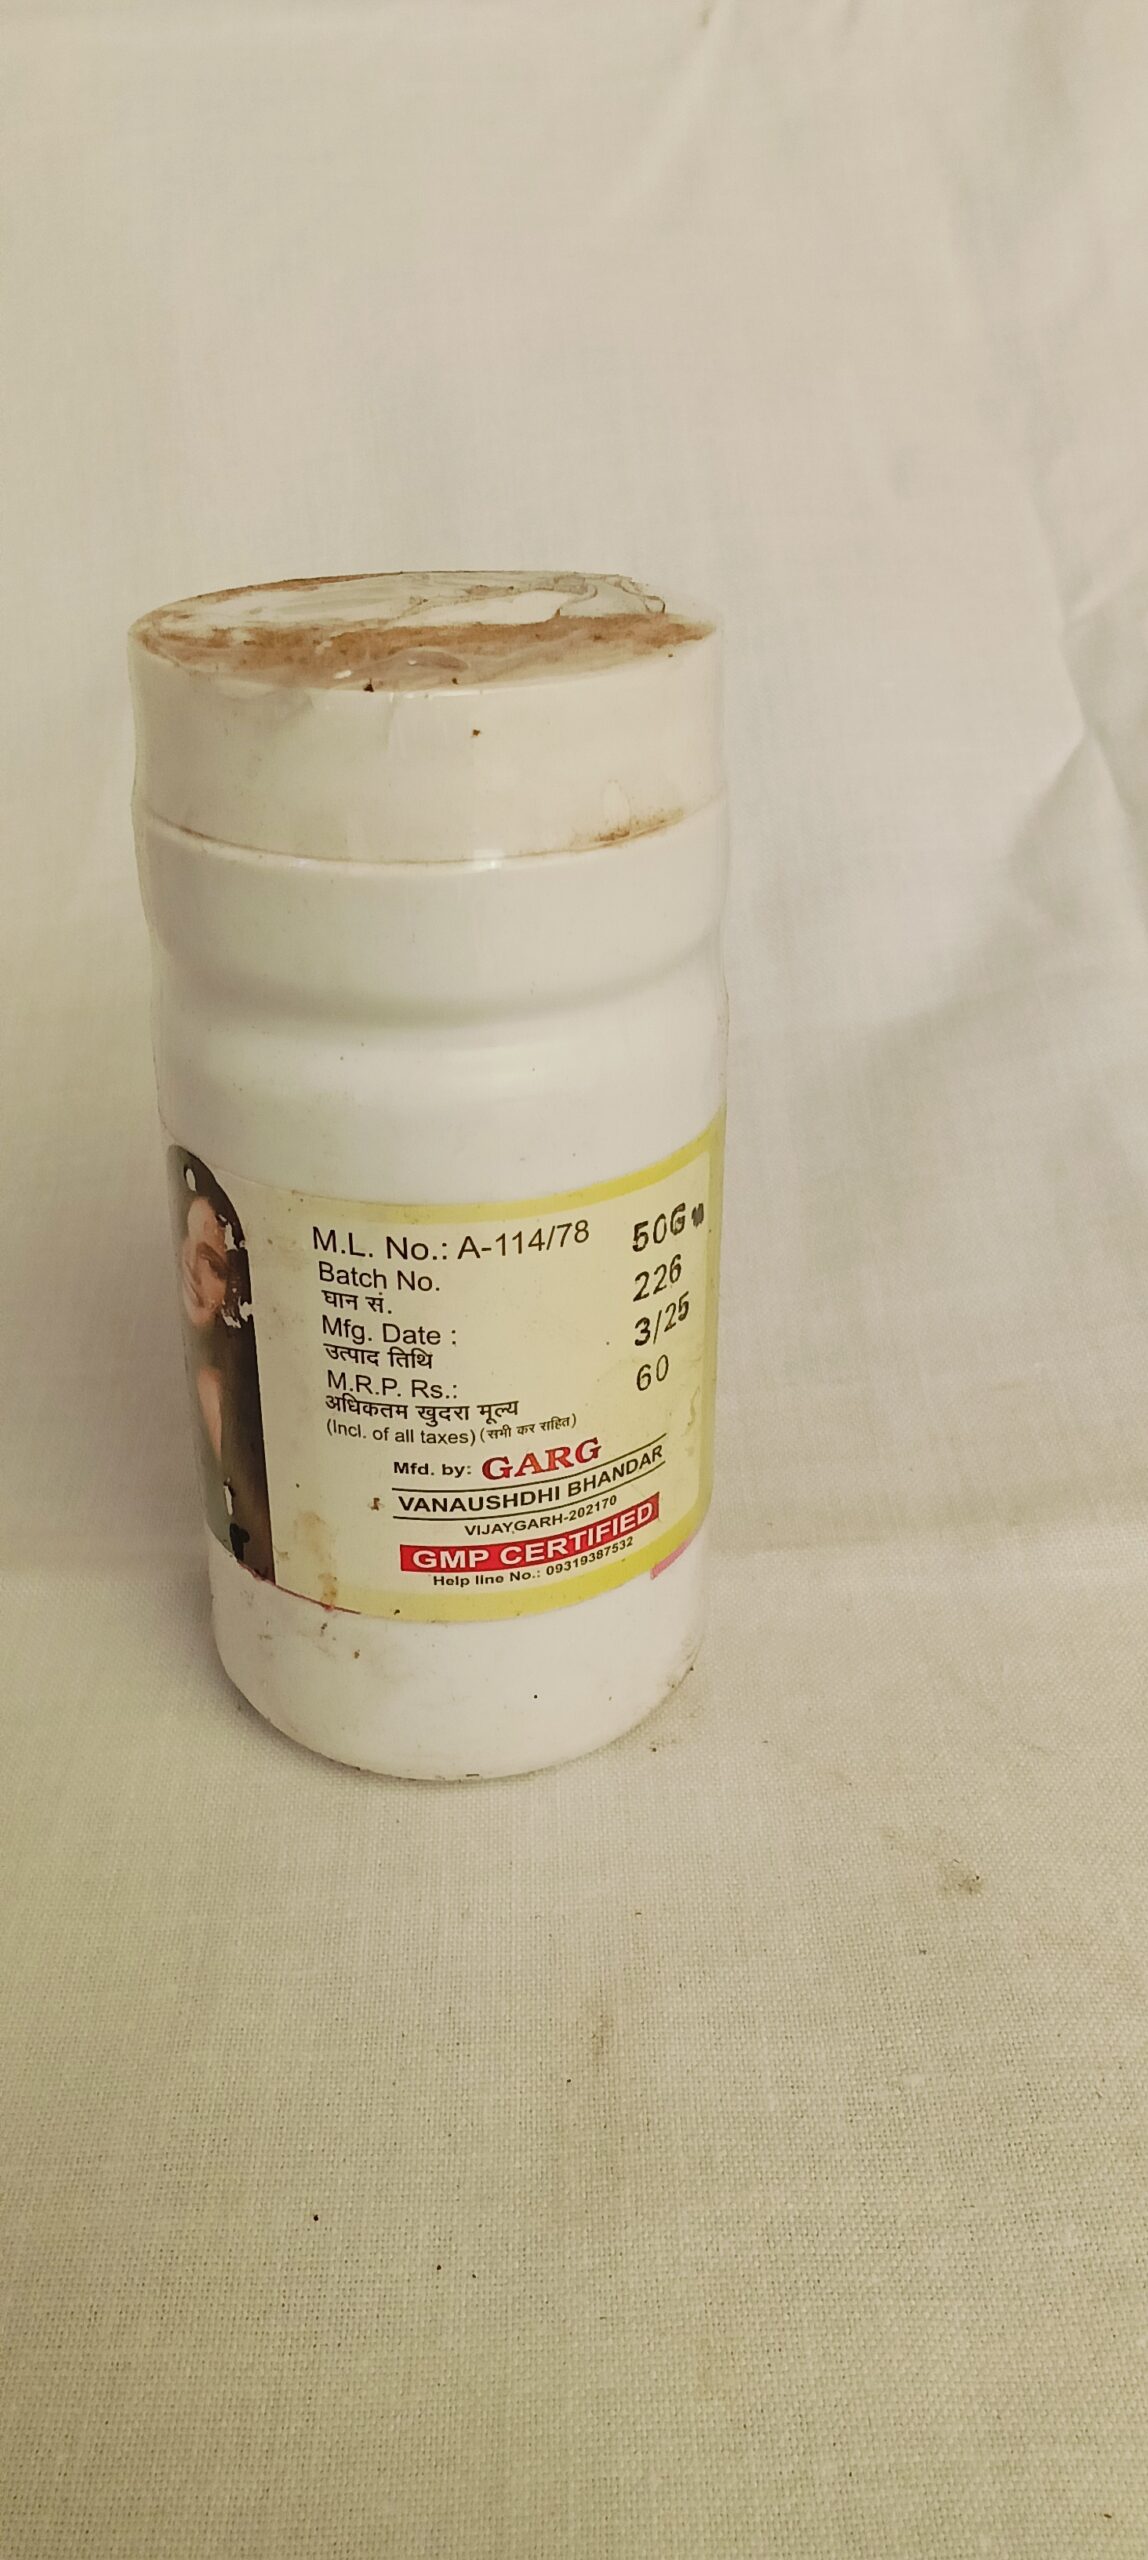 M.L. No.: A-114/78 50Gm
Batch No. 226
घान सं.
Mfg. Date : 3/25
उत्पाद तिथि
M.R.P. Rs.: 60
अधिकतम खुदरा मूल्य
(Incl. of all taxes) (सभी कर सहित)
Mfd. by: GARG
VANAUSHDHI BHANDAR
VIJAYGARH-202170
GMP CERTIFIED
Help line No.: 09319387532